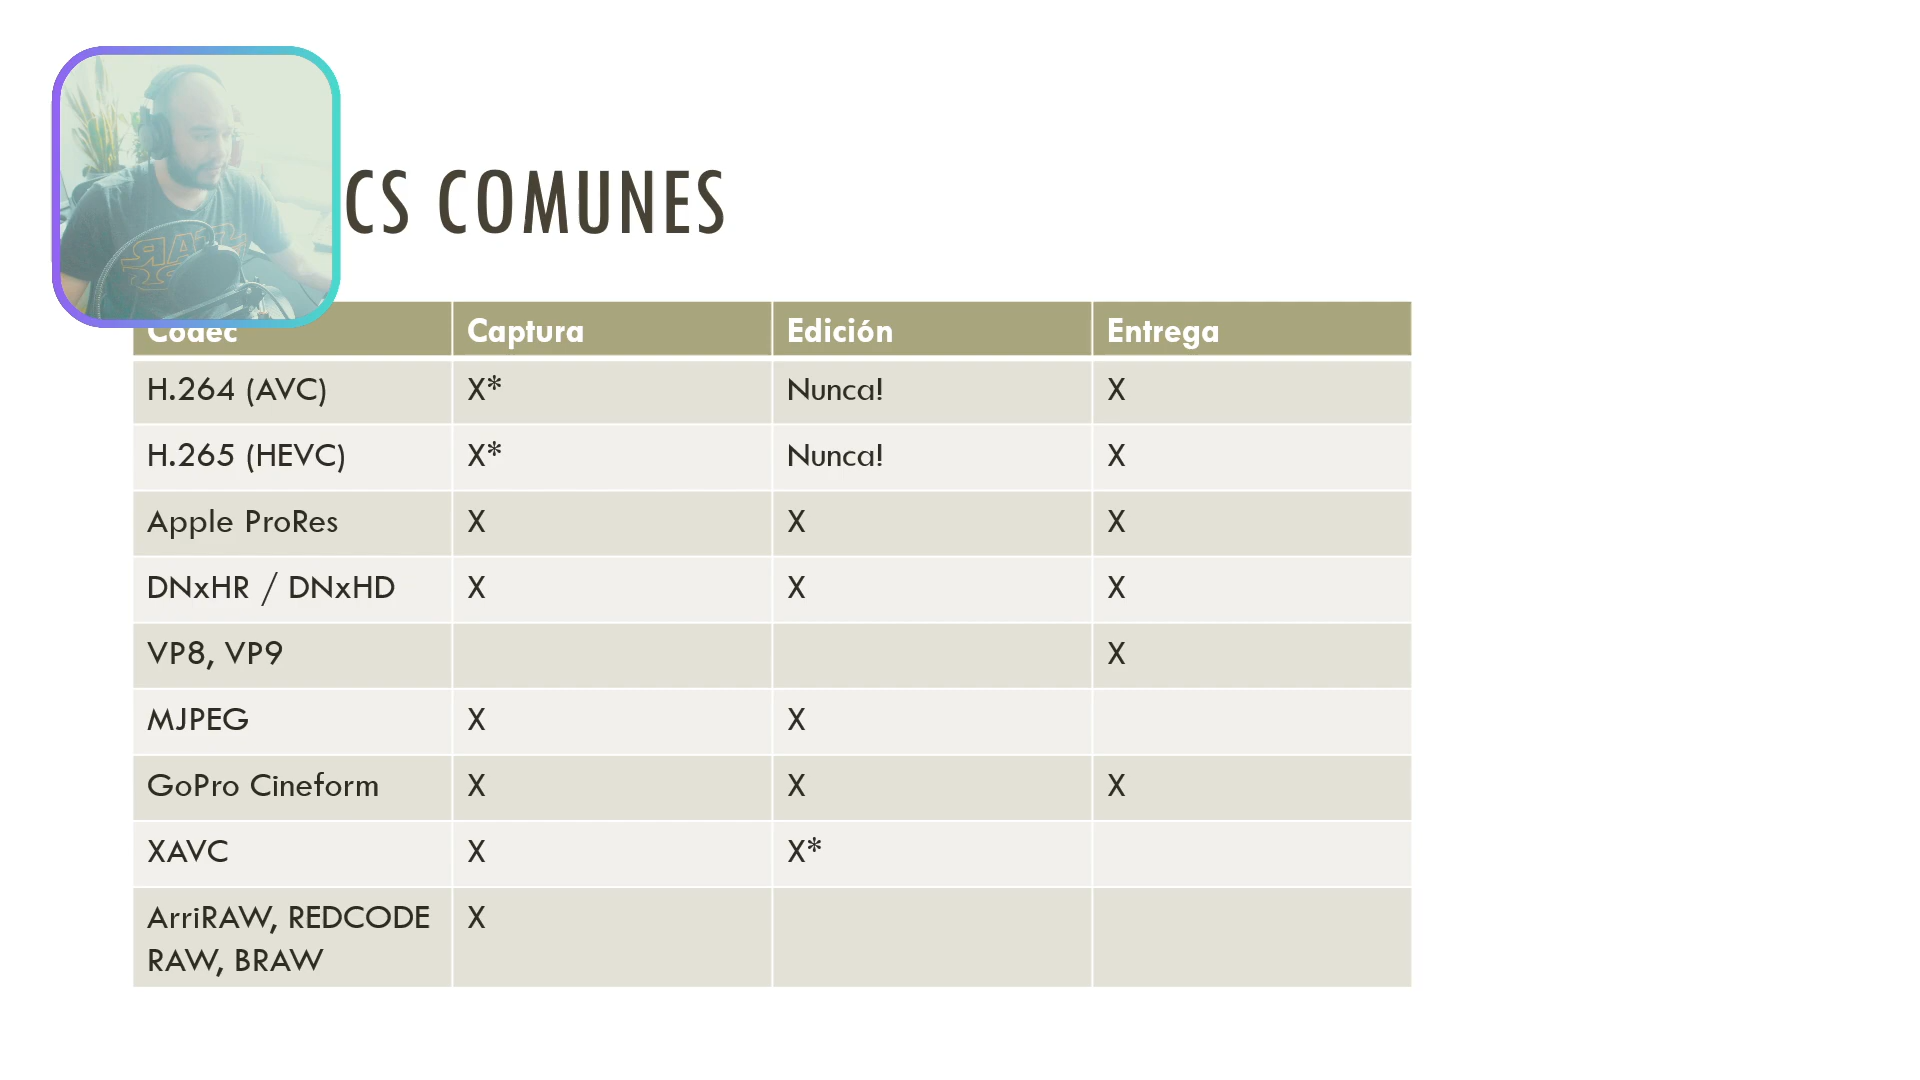 CS COMUNES
Codec Captura Edición Entrega
H.264 (AVC) X* Nunca! X
H.265 (HEVC) X* Nunca! X
Apple ProRes X X X
DNxHR / DNxHD X X X
VP8, VP9 X
MJPEG X X
GoPro Cineform X X X
XAVC X X*
ArriRAW, REDCODE X
RAW, BRAW